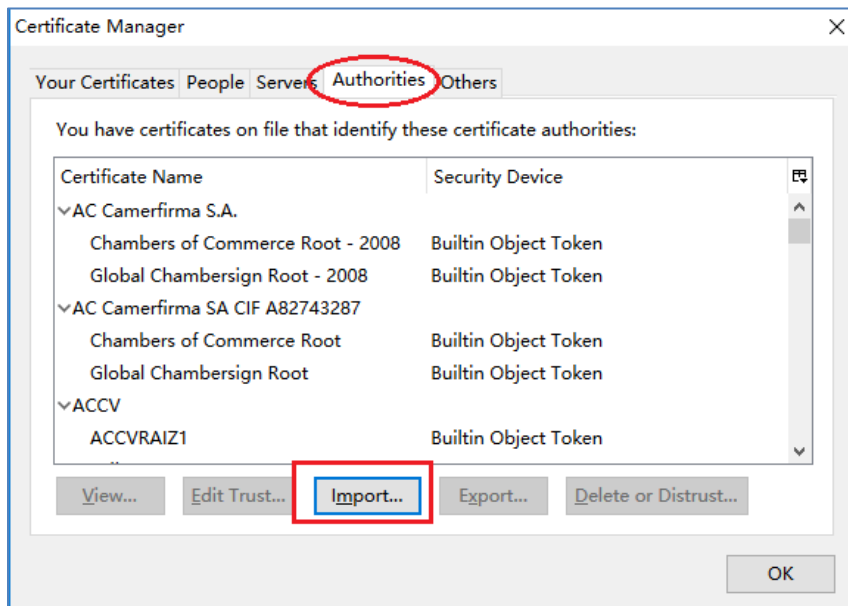 Certificate Manager
Your Certificates People Servers Authorities Others
You have certificates on file that identify these certificate authorities:
Certificate Name Security Device
AC Camerfirma S.A.
Chambers of Commerce Root - 2008 Builtin Object Token
Global Chambersign Root - 2008 Builtin Object Token
AC Camerfirma SA CIF A82743287
Chambers of Commerce Root Builtin Object Token
Global Chambersign Root Builtin Object Token
ACCV
ACCVRAIZ1 Builtin Object Token
View... Edit Trust... Import... Export... Delete or Distrust...
OK